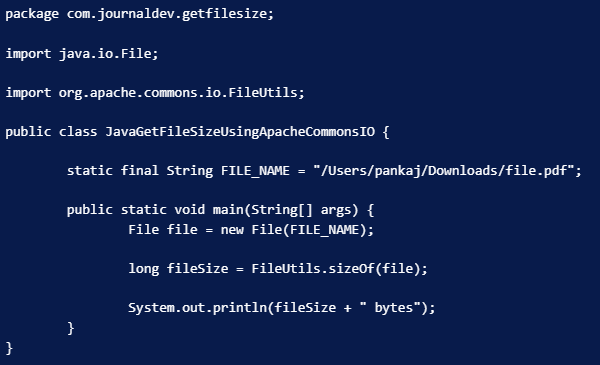 package com.journaldev.getfilesize;
import java.io.File;
import org.apache.commons.io.FileUtils;
public class JavaGetFileSizeUsingApacheCommonsIO {
static final String FILE_NAME = "/Users/pankaj/Downloads/file.pdf";
public static void main(String[] args) {
File file = new File(FILE_NAME);
long fileSize = FileUtils.sizeOf(file);
System.out.println(fileSize + " bytes");
}
}